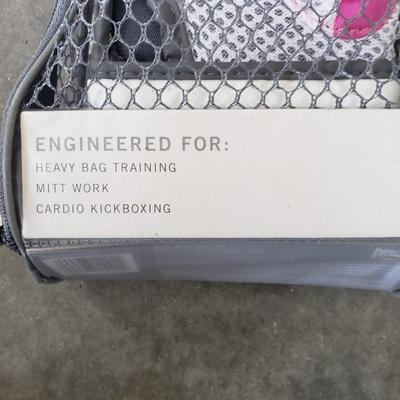 ENGINEERED FOR:
HEAVY BAG TRAINING
MITT WORK
CARDIO KICKBOXING